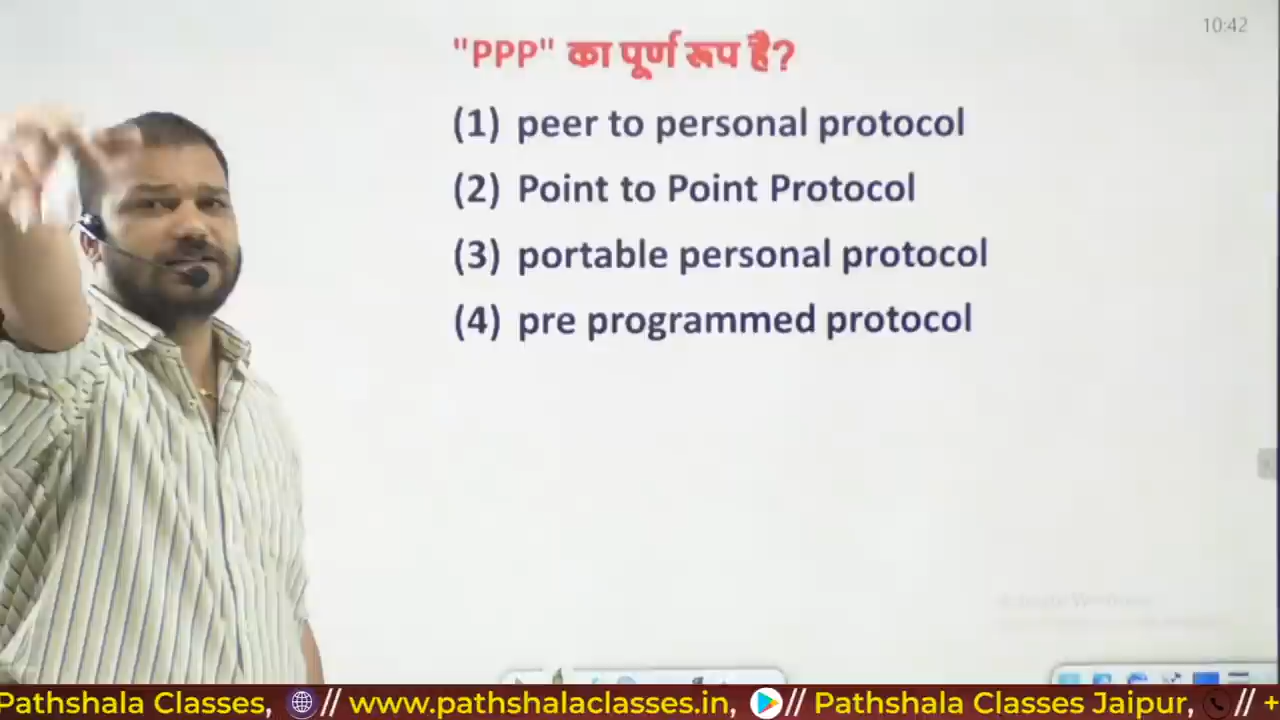 10:42
"PPP" का पूर्ण रूप है?
(1) peer to personal protocol
(2) Point to Point Protocol
(3) portable personal protocol
(4) pre programmed protocol
Pathshala Classes, // www.pathshalaclasses.in, // Pathshala Classes Jaipur, // +